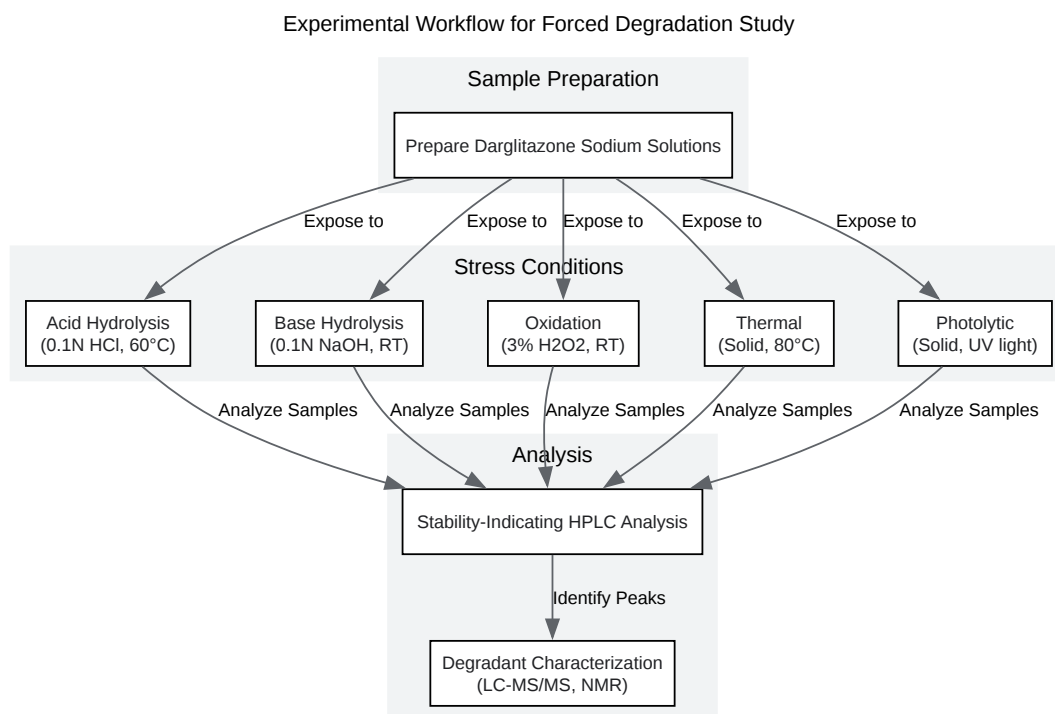 Experimental Workflow for Forced Degradation Study
Sample Preparation
Prepare Darglitazone Sodium Solutions
Expose to
Expose to
Expose to
Expose to
Expose to
Stress Conditions
Acid Hydrolysis
(0.1N HCl, 60°C)
Base Hydrolysis
(0.1N NaOH, RT)
Oxidation
(3% H2O2, RT)
Thermal
(Solid, 80°C)
Photolytic
(Solid, UV light)
Analyze Samples
Analyze Samples
Analyze Samples
Analyze Samples
Analyze Samples
Analysis
Stability-Indicating HPLC Analysis
Identify Peaks
Degradant Characterization
(LC-MS/MS, NMR)